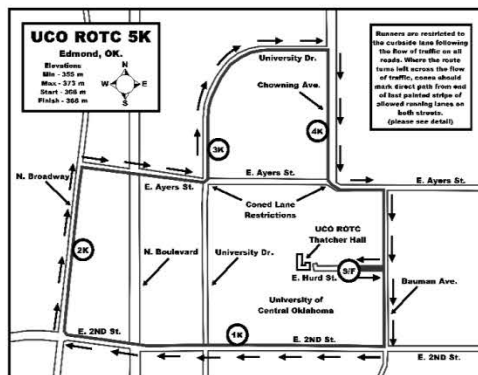 UCO ROTC 5K
Edmond, OK.
Elevations
Min - 355 m
Max - 373 m
Start - 366 m
Finish - 366 m
N
W
E
S
University Dr.
Chowning Ave.
Runners are restricted
to the curbside lane following
the flow of traffic on all
roads. Where the route
turns left across the flow
of traffic, cones should
mark direct path from end
of last painted stripe of
allowed running lanes on
both streets.
(please see detail)
4K
3K
N. Broadway
E. Ayers St.
E. Ayers St.
E. Ayers St.
Coned Lane
Restrictions
UCO ROTC
Thatcher Hall
2K
N. Boulevard
University Dr.
S/F
E. Hurd St.
Bauman Ave.
University of
Central Oklahoma
E. 2ND St.
1K
E. 2ND St.
E. 2ND St.